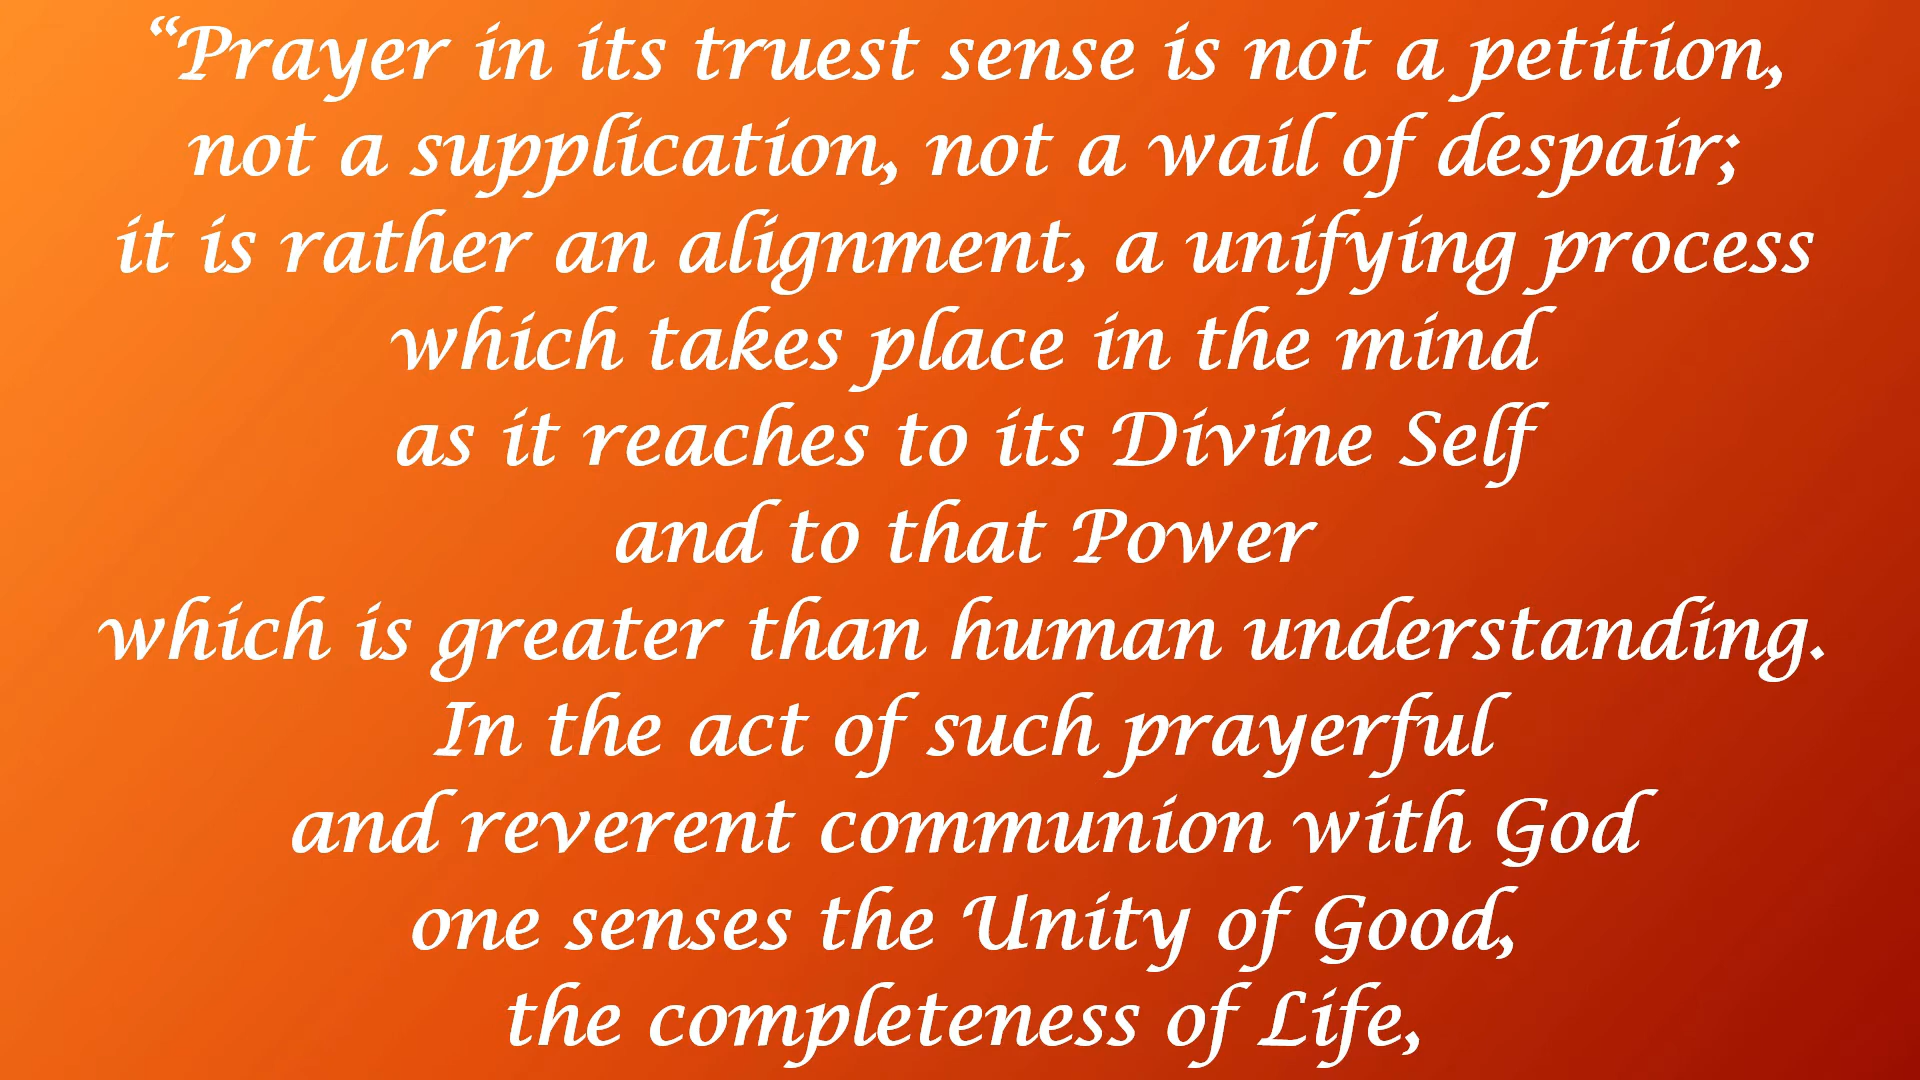 “Prayer in its truest sense is not a petition,
not a supplication, not a wail of despair;
it is rather an alignment, a unifying process
which takes place in the mind
as it reaches to its Divine Self
and to that Power
which is greater than human understanding.
In the act of such prayerful
and reverent communion with God
one senses the Unity of Good,
the completeness of Life,